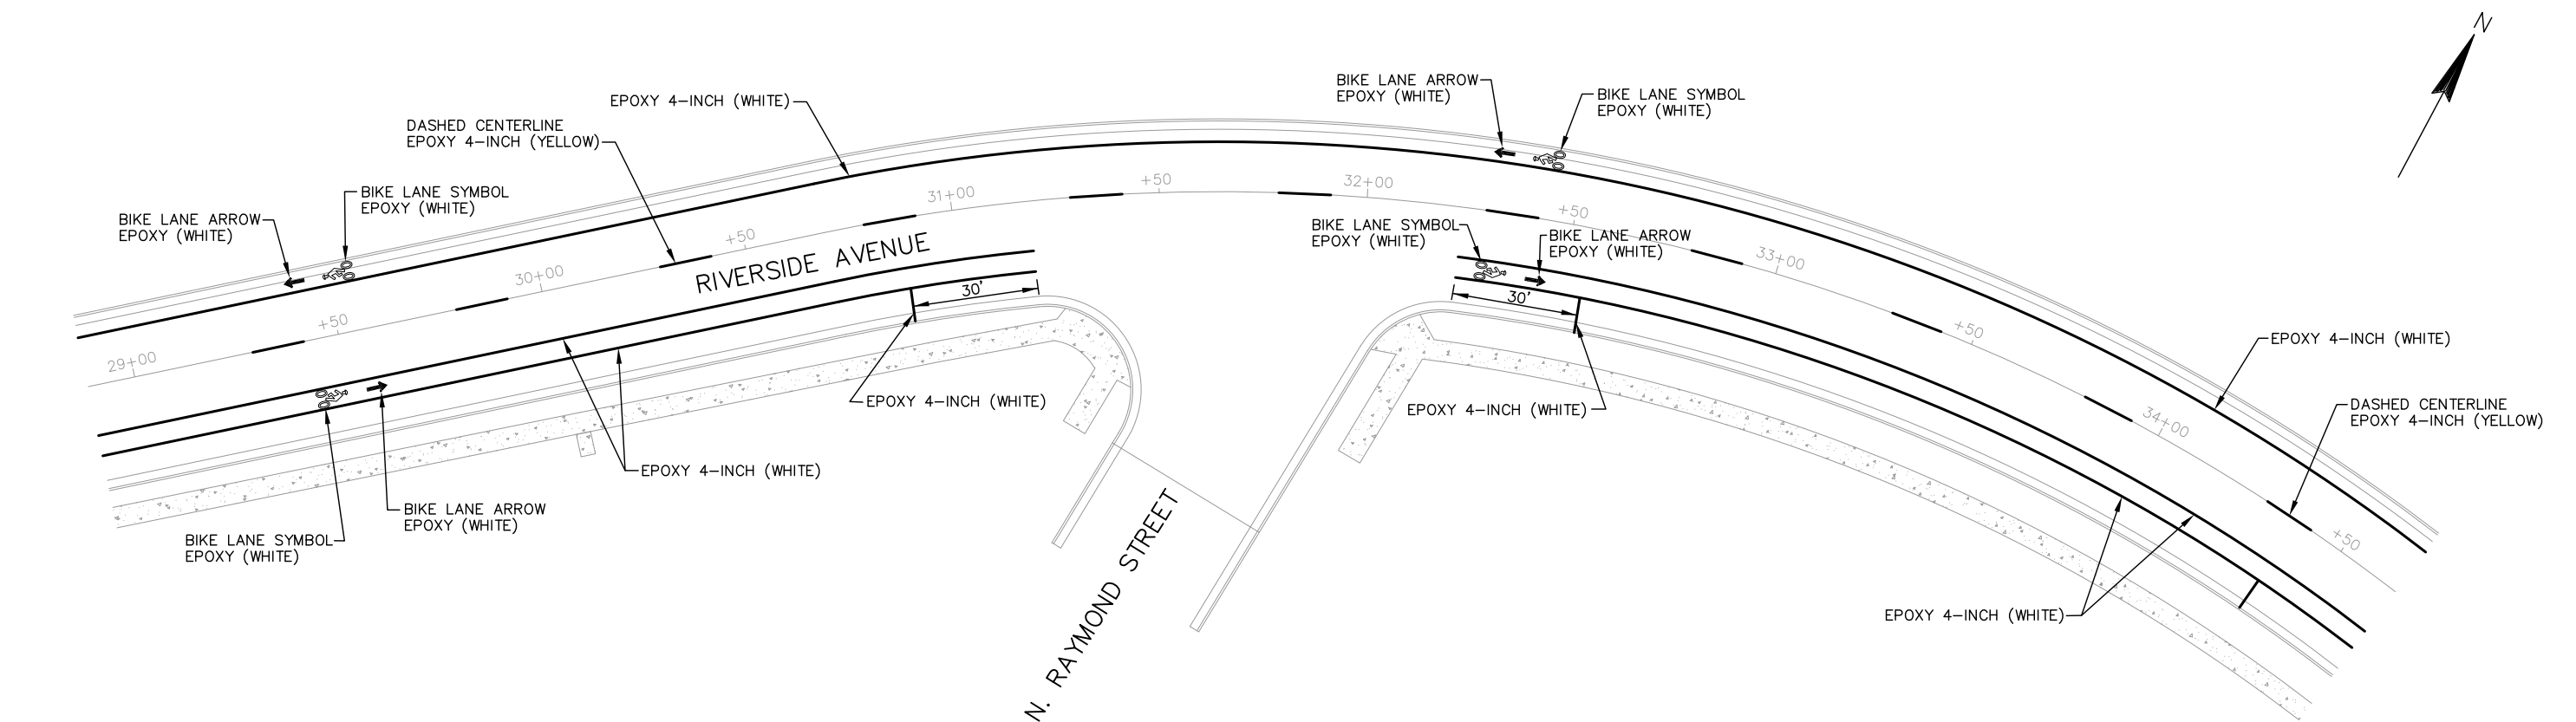 N
BIKE LANE ARROW
EPOXY (WHITE)
BIKE LANE SYMBOL
EPOXY (WHITE)
EPOXY 4-INCH (WHITE)
DASHED CENTERLINE
EPOXY 4-INCH (YELLOW)
BIKE LANE SYMBOL
EPOXY (WHITE)
BIKE LANE ARROW
EPOXY (WHITE)
29+00
+50
30+00
+50
31+00
+50
32+00
+50
33+00
+50
34+00
+50
RIVERSIDE AVENUE
BIKE LANE SYMBOL
EPOXY (WHITE)
BIKE LANE ARROW
EPOXY (WHITE)
30'
30'
EPOXY 4-INCH (WHITE)
EPOXY 4-INCH (WHITE)
EPOXY 4-INCH (WHITE)
DASHED CENTERLINE
EPOXY 4-INCH (YELLOW)
EPOXY 4-INCH (WHITE)
BIKE LANE ARROW
EPOXY (WHITE)
BIKE LANE SYMBOL
EPOXY (WHITE)
EPOXY 4-INCH (WHITE)
N. RAYMOND STREET